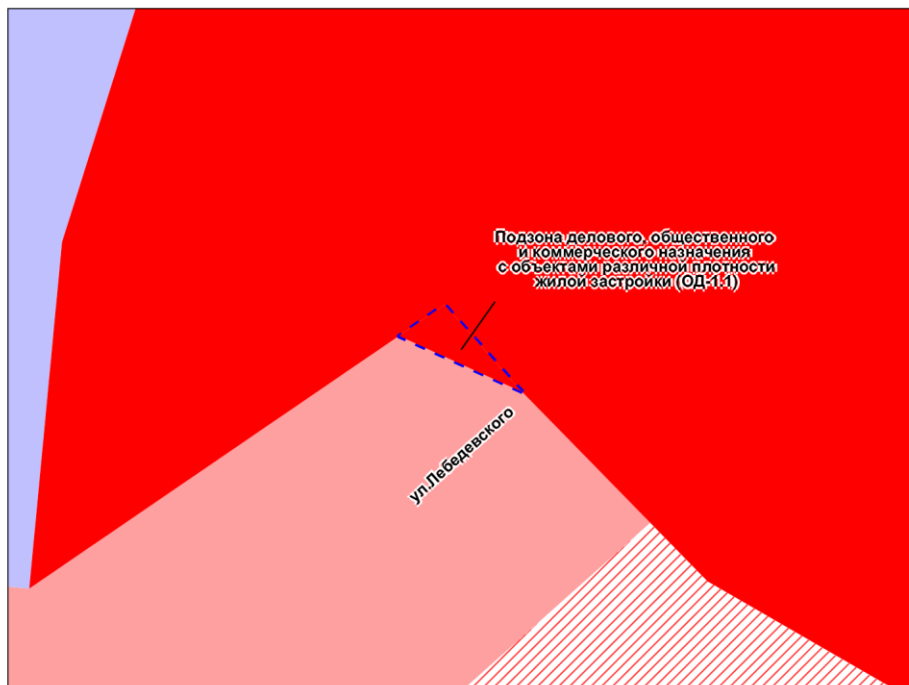 Подзона делового, общественного
и коммерческого назначения
с объектами различной плотности
жилой застройки (ОД-1.1)
ул.Лебедевского